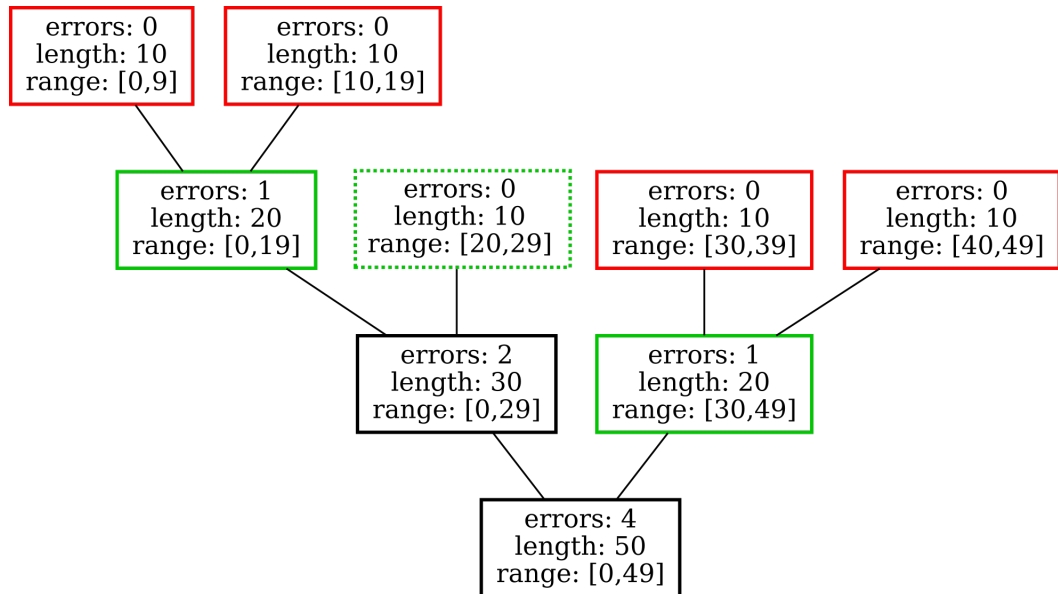 errors: 0
length: 10
range: [0,9]
errors: 0
length: 10
range: [10,19]
errors: 1
length: 20
range: [0,19]
errors: 0
length: 10
range: [20,29]
errors: 0
length: 10
range: [30,39]
errors: 0
length: 10
range: [40,49]
errors: 2
length: 30
range: [0,29]
errors: 1
length: 20
range: [30,49]
errors: 4
length: 50
range: [0,49]